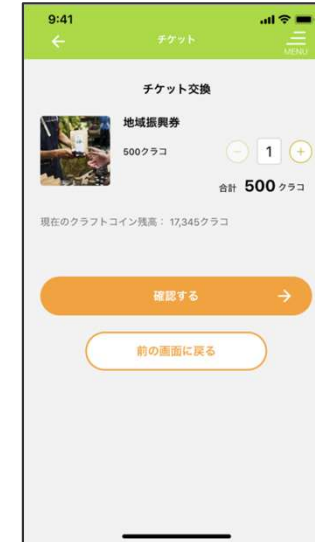 9:41
チケット
MENU
チケット交換
地域振興券
500クラコ
1
合計 500 クラコ
現在のクラフトコイン残高： 17,345クラコ
確認する
前の画面に戻る